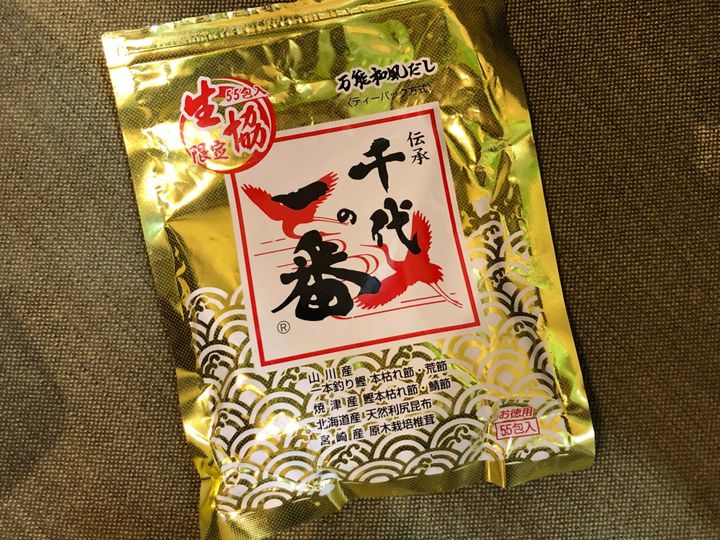 万能和風だし
(ティーパック方式)
55包入
生協
限定
伝承
千代
の
一番
®
山川産
一本釣り鰹 本枯れ節・荒節
焼津産 鰹本枯れ節・鯖節
北海道産 天然利尻昆布
宮崎産 原木栽培椎茸
お徳用
55包入